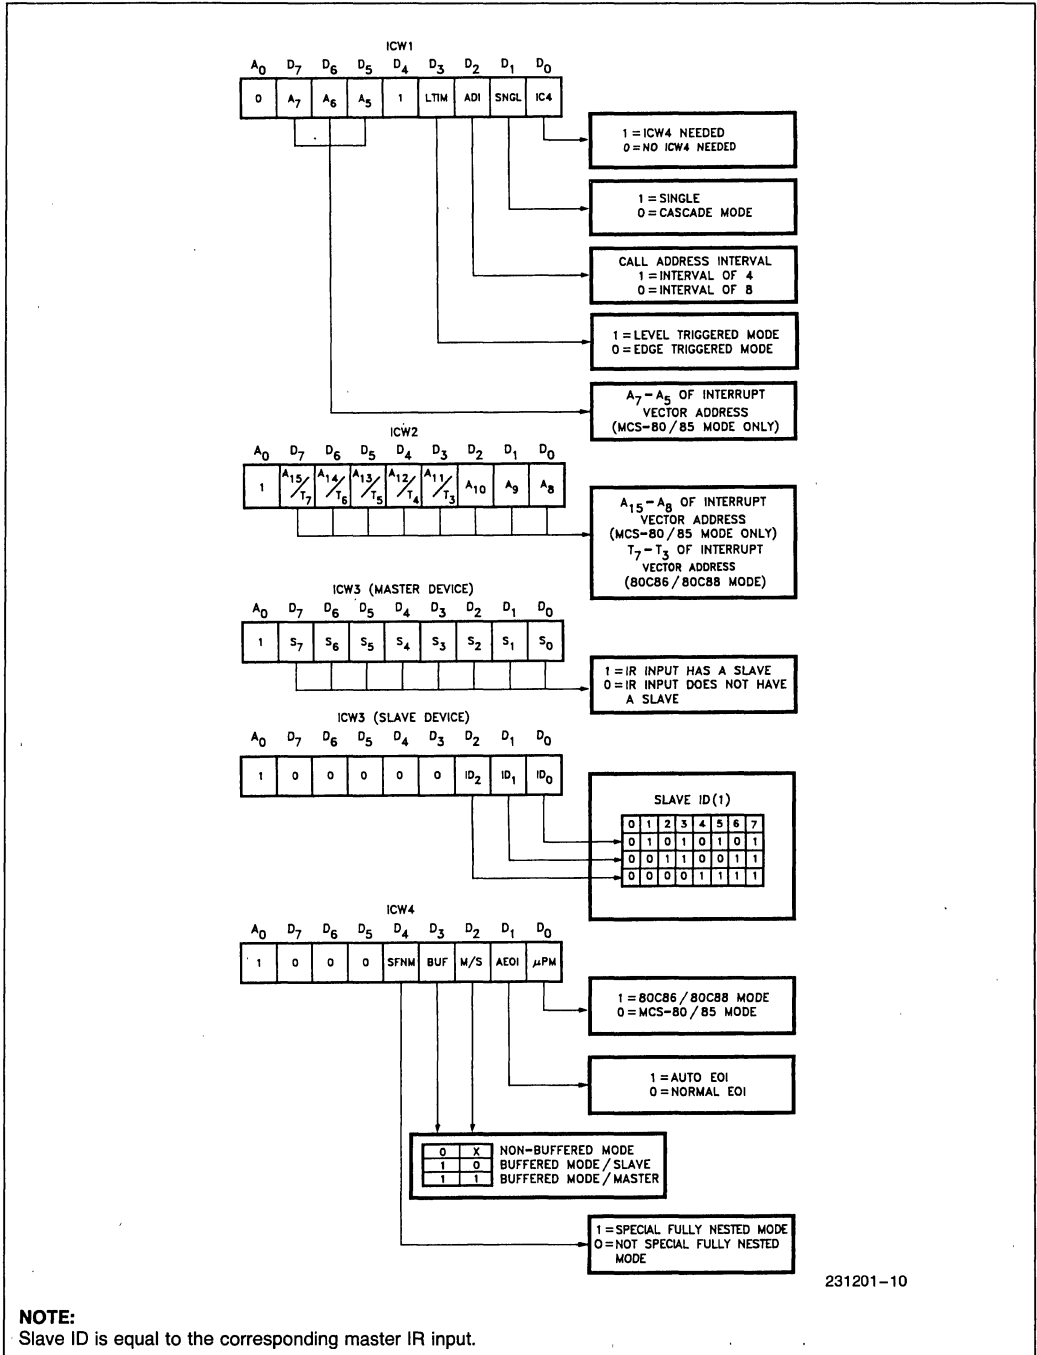 ICW1
A0 D7 D6 D5 D4 D3 D2 D1 D0
0 A7 A6 A5 1 LTIM ADI SNGL IC4
1 = ICW4 NEEDED
0 = NO ICW4 NEEDED
1 = SINGLE
0 = CASCADE MODE
CALL ADDRESS INTERVAL
1 = INTERVAL OF 4
0 = INTERVAL OF 8
1 = LEVEL TRIGGERED MODE
0 = EDGE TRIGGERED MODE
A7-A5 OF INTERRUPT
VECTOR ADDRESS
(MCS-80/85 MODE ONLY)
ICW2
A0 D7 D6 D5 D4 D3 D2 D1 D0
1 A15/T7 A14/T6 A13/T5 A12/T4 A11/T3 A10 A9 A8
A15-A8 OF INTERRUPT
VECTOR ADDRESS
(MCS-80/85 MODE ONLY)
T7-T3 OF INTERRUPT
VECTOR ADDRESS
(80C86/80C88 MODE)
ICW3 (MASTER DEVICE)
A0 D7 D6 D5 D4 D3 D2 D1 D0
1 S7 S6 S5 S4 S3 S2 S1 S0
1 = IR INPUT HAS A SLAVE
0 = IR INPUT DOES NOT HAVE
A SLAVE
ICW3 (SLAVE DEVICE)
A0 D7 D6 D5 D4 D3 D2 D1 D0
1 0 0 0 0 0 ID2 ID1 ID0
SLAVE ID(1)
0 1 2 3 4 5 6 7
0 1 0 1 0 1 0 1
0 0 1 1 0 0 1 1
0 0 0 0 1 1 1 1
ICW4
A0 D7 D6 D5 D4 D3 D2 D1 D0
1 0 0 0 SFNM BUF M/S AEOI μPM
1 = 80C86/80C88 MODE
0 = MCS-80/85 MODE
1 = AUTO EOI
0 = NORMAL EOI
0 X NON-BUFFERED MODE
1 0 BUFFERED MODE/SLAVE
1 1 BUFFERED MODE/MASTER
1 = SPECIAL FULLY NESTED MODE
0 = NOT SPECIAL FULLY NESTED
MODE
231201-10
NOTE:
Slave ID is equal to the corresponding master IR input.